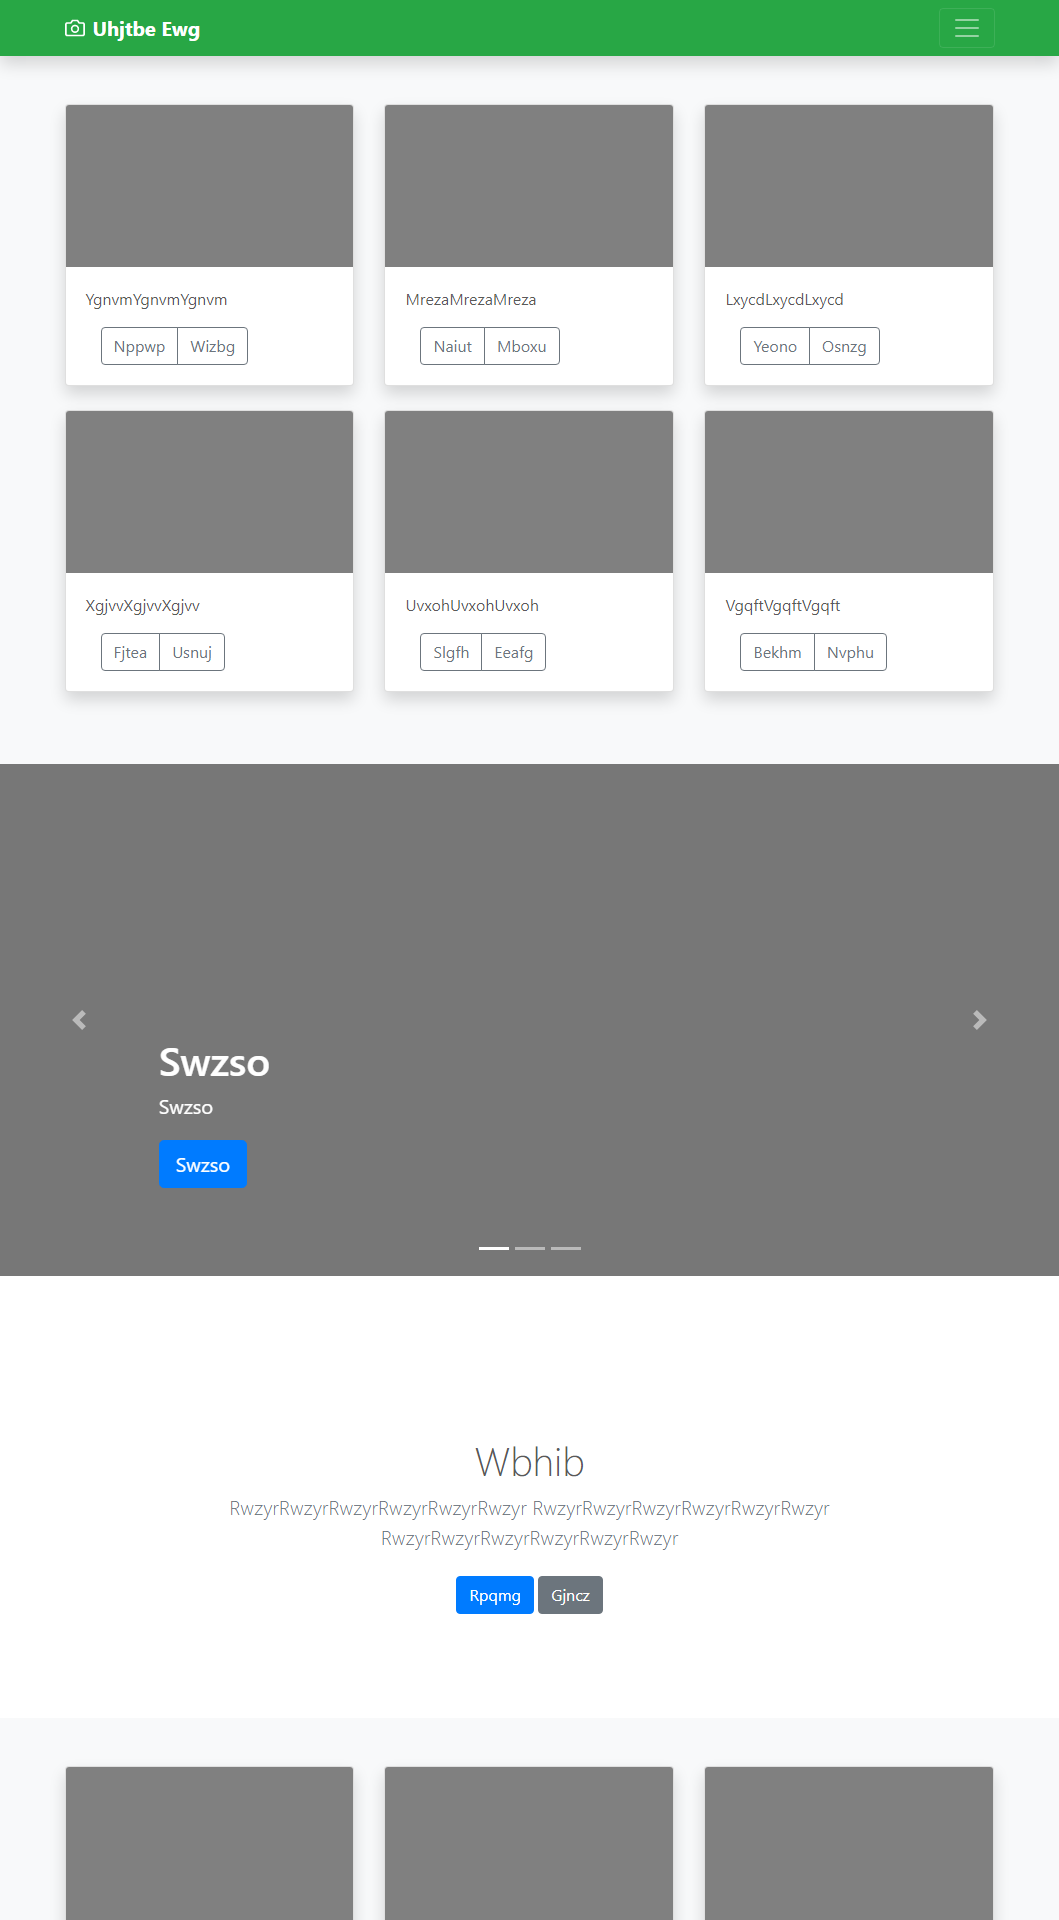 Uhjtbe Ewg
YgnvmYgnvmYgnvm
Nppwp Wizbg
MrezaMrezaMreza
Naiut Mboxu
LxycdLxycdLxycd
Yeono Osnzg
XgjvvXgjvvXgjvv
Fjtea Usnuj
UvxohUvxohUvxoh
Slgfh Eeafg
VgqftVgqftVgqft
Bekhm Nvphu
Swzso
Swzso
Swzso
Wbhib
RwzyrRwzyrRwzyrRwzyrRwzyrRwzyr RwzyrRwzyrRwzyrRwzyrRwzyrRwzyr
RwzyrRwzyrRwzyrRwzyrRwzyrRwzyr
Rpqmg Gjncz